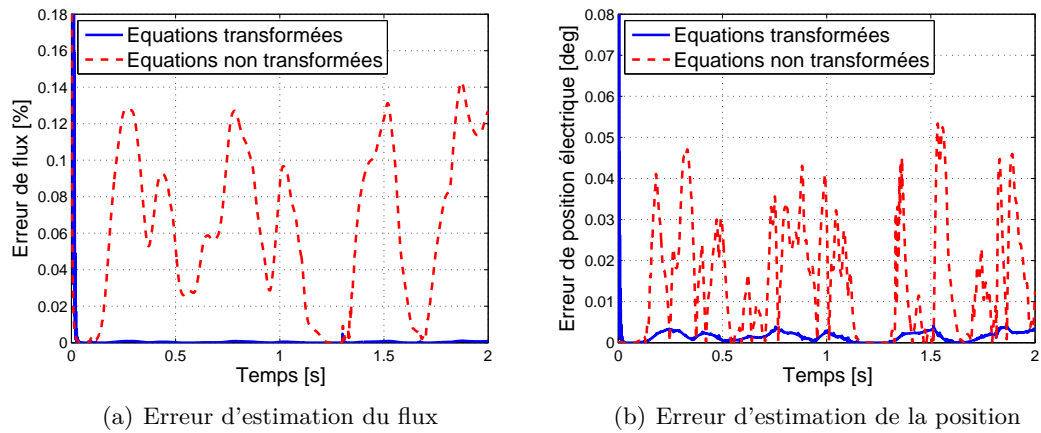 Equations transformées
Equations non transformées
Erreur de flux [%]
0.18
0.16
0.14
0.12
0.1
0.08
0.06
0.04
0.02
0
0
0.5
1
1.5
2
Temps [s]
(a) Erreur d'estimation du flux
Equations transformées
Equations non transformées
Erreur de position électrique [deg]
0.08
0.07
0.06
0.05
0.04
0.03
0.02
0.01
0
0
0.5
1
1.5
2
Temps [s]
(b) Erreur d'estimation de la position